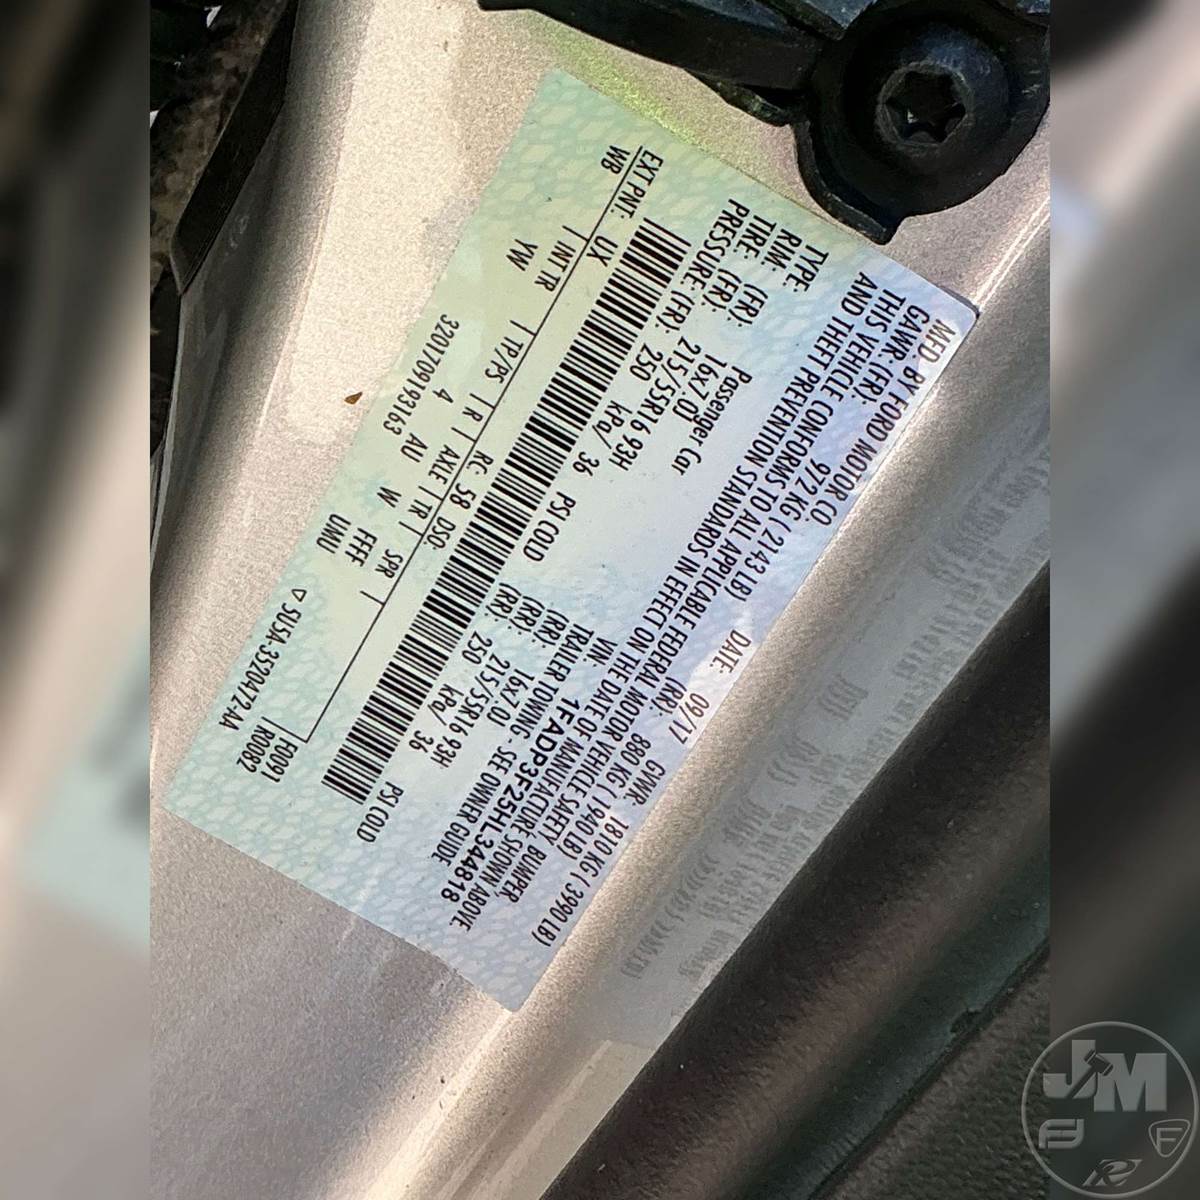 MFD. BY FORD MOTOR CO. DATE: 09/17 GVWR: 1810 KG ( 3990 LB)
GAWR: (FR): 972 KG ( 2143 LB) (RR): 880 KG ( 1940 LB)
THIS VEHICLE CONFORMS TO ALL APPLICABLE FEDERAL MOTOR VEHICLE SAFETY BUMPER,
AND THEFT PREVENTION STANDARDS IN EFFECT ON THE DATE OF MANUFACTURE SHOWN ABOVE.
VIN: 1FADP3F25HL344818
TYPE: Passenger Car TRAILER TOWING - SEE OWNER GUIDE
RIM: (FR): 16x7.0J (RR): 16x7.0J
TIRE: (FR): 215/55R16 93H (RR): 215/55R16 93H
PRESSURE: (FR): 250 kPa/ 36 PSI COLD (RR): 250 kPa/ 36 PSI COLD
EXT PNT: UX RC: 58 DSO: F0091
WB INT TR TP/PS R AXLE TR SPR R0082
VW 4 AU W FFF
3201709193163 UMU
▽ SU5A-3520472-AA
JM
F
R